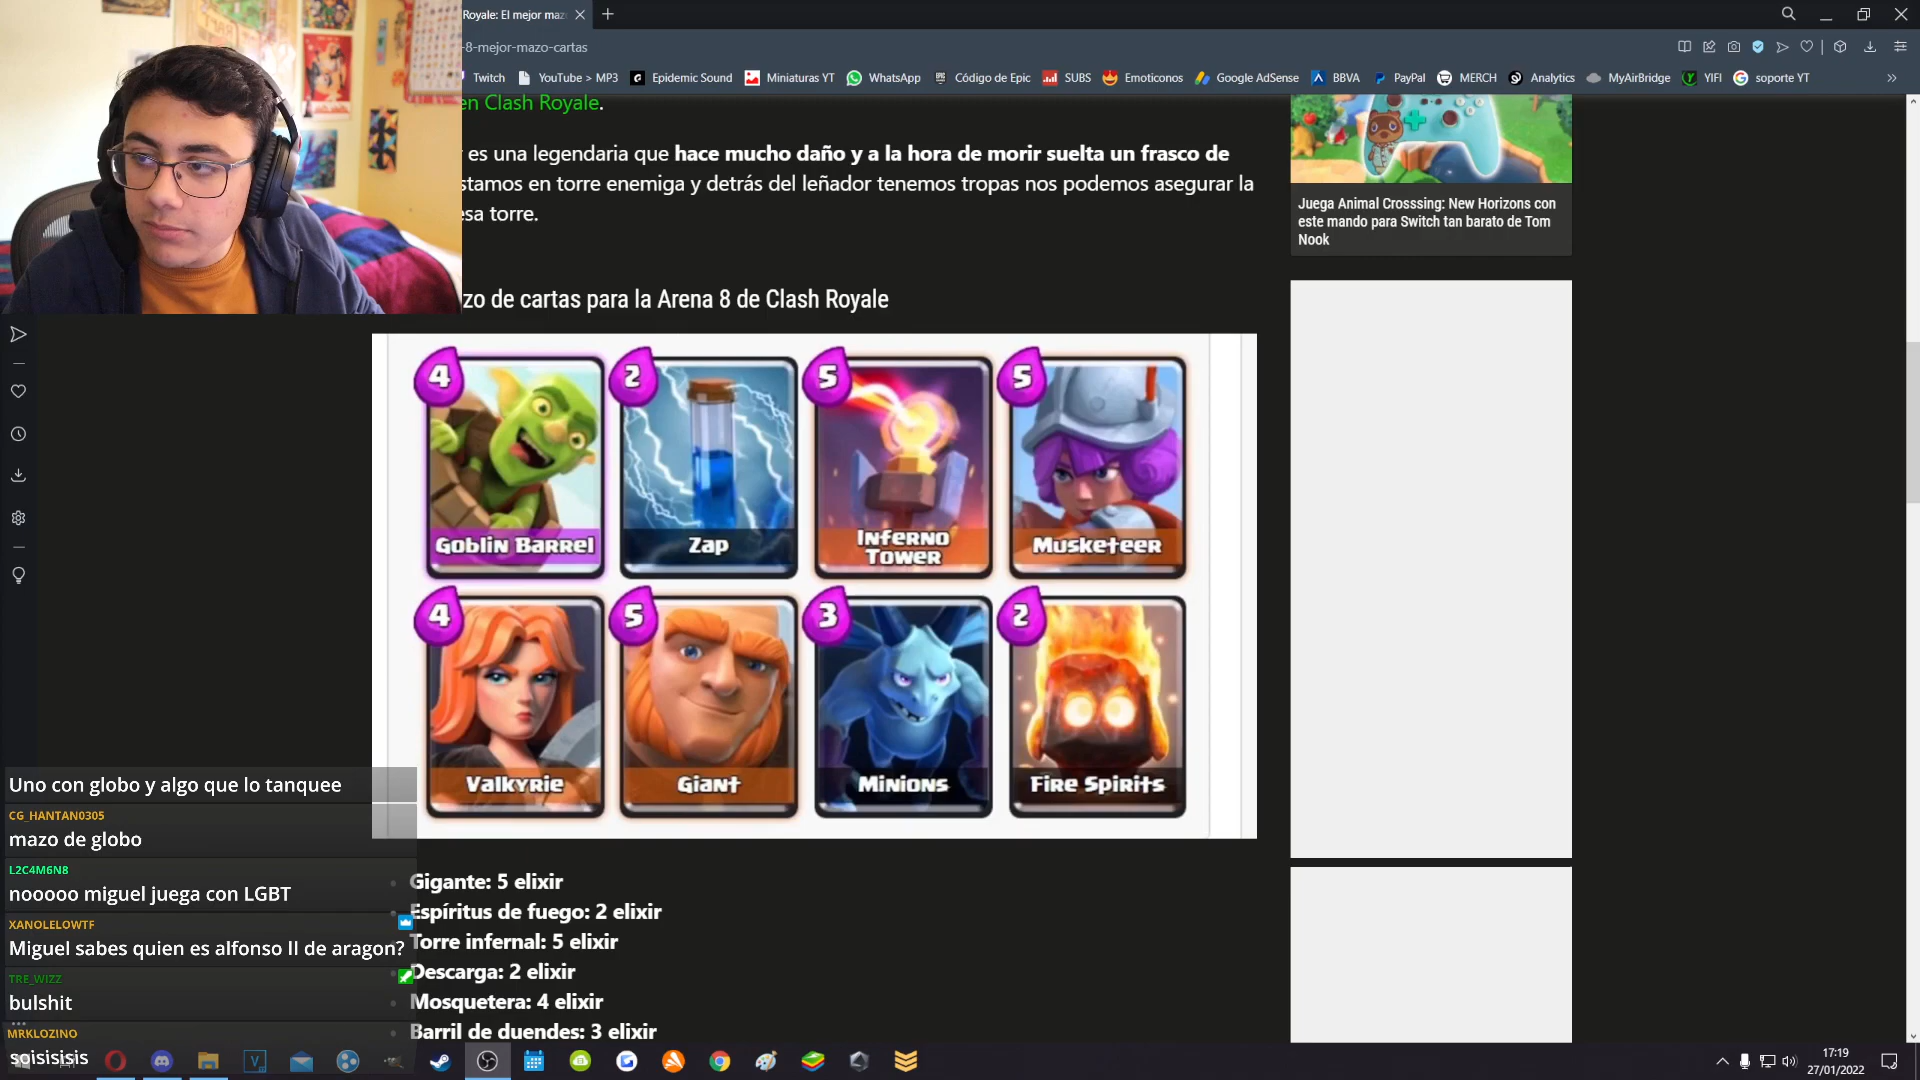 Royale: El mejor maz
-8-mejor-mazo-cartas
Twitch
YouTube > MP3
Epidemic Sound
Miniaturas YT
WhatsApp
Código de Epic
SUBS
Emoticonos
Google AdSense
BBVA
PayPal
MERCH
Analytics
MyAirBridge
YIFI
soporte YT
en Clash Royale.
es una legendaria que hace mucho daño y a la hora de morir suelta un frasco de
stamos en torre enemiga y detrás del leñador tenemos tropas nos podemos asegurar la
esa torre.
Juega Animal Crosssing: New Horizons con
este mando para Switch tan barato de Tom
Nook
zo de cartas para la Arena 8 de Clash Royale
4
Goblin Barrel
2
Zap
5
Inferno
Tower
5
Musketeer
4
Valkyrie
5
Giant
3
Minions
2
Fire Spirits
Uno con globo y algo que lo tanquee
CG_HANTAN0305
mazo de globo
L2C4M6N8
nooooo miguel juega con LGBT
XANOLELOWTF
Miguel sabes quien es alfonso II de aragon?
TRE_WIZZ
bulshit
MRKLOZINO
soisisisis
Gigante: 5 elixir
Espíritus de fuego: 2 elixir
Torre infernal: 5 elixir
Descarga: 2 elixir
Mosquetera: 4 elixir
Barril de duendes: 3 elixir
17:19
27/01/2022